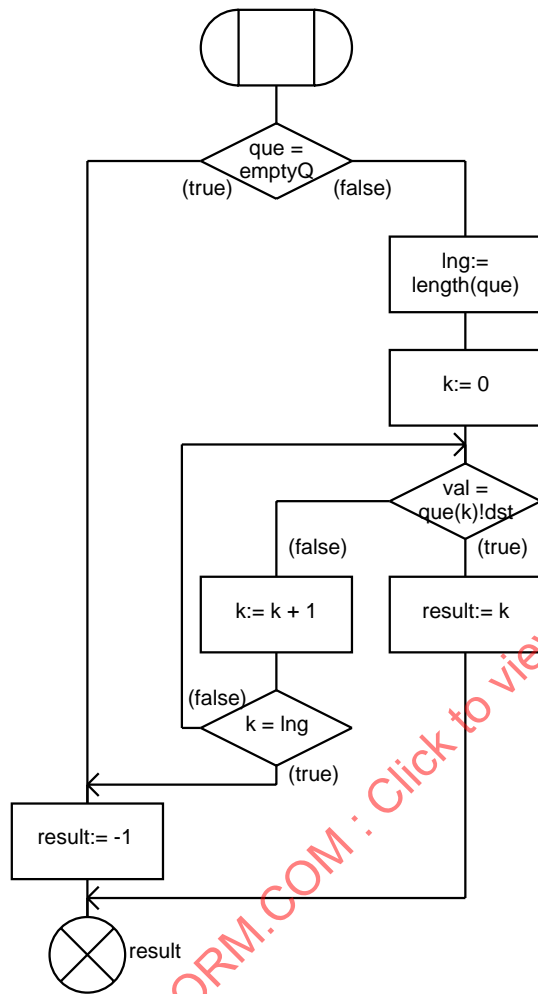 que =
emptyQ
(true)
(false)
lng:=
length(que)
k:= 0
val =
que(k)!dst
(false)
(true)
k:= k + 1
result:= k
(false)
k = lng
(true)
result:= -1
result
ORM.COM : Click to view